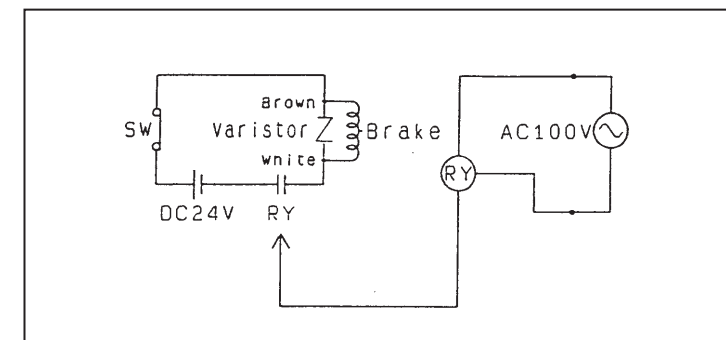 Brown
SW Varistor Brake AC100V
White
RY
DC24V RY